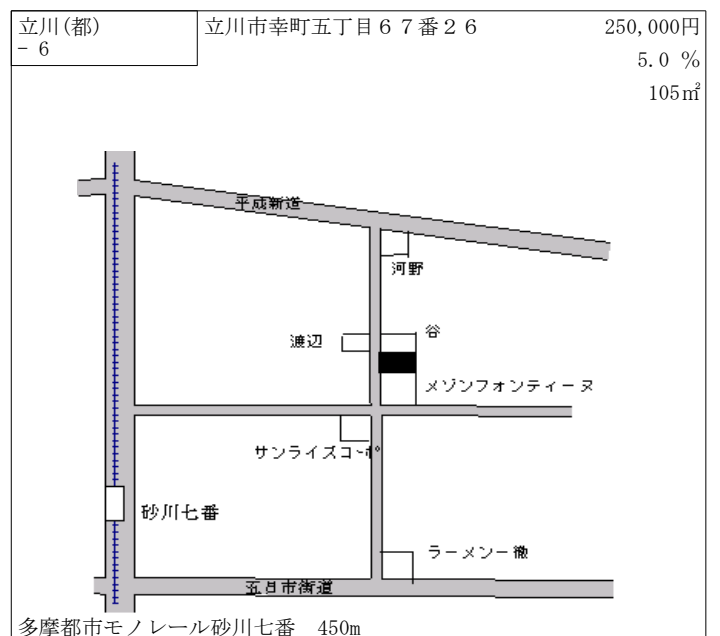 立川(都)
- 6
立川市幸町五丁目６７番２６
250,000円
5.0 %
105㎡
平成新道
河野
渡辺
谷
メゾンフォンティーヌ
サンライズコーポ
砂川七番
ラーメン一徹
五日市街道
多摩都市モノレール砂川七番　450m